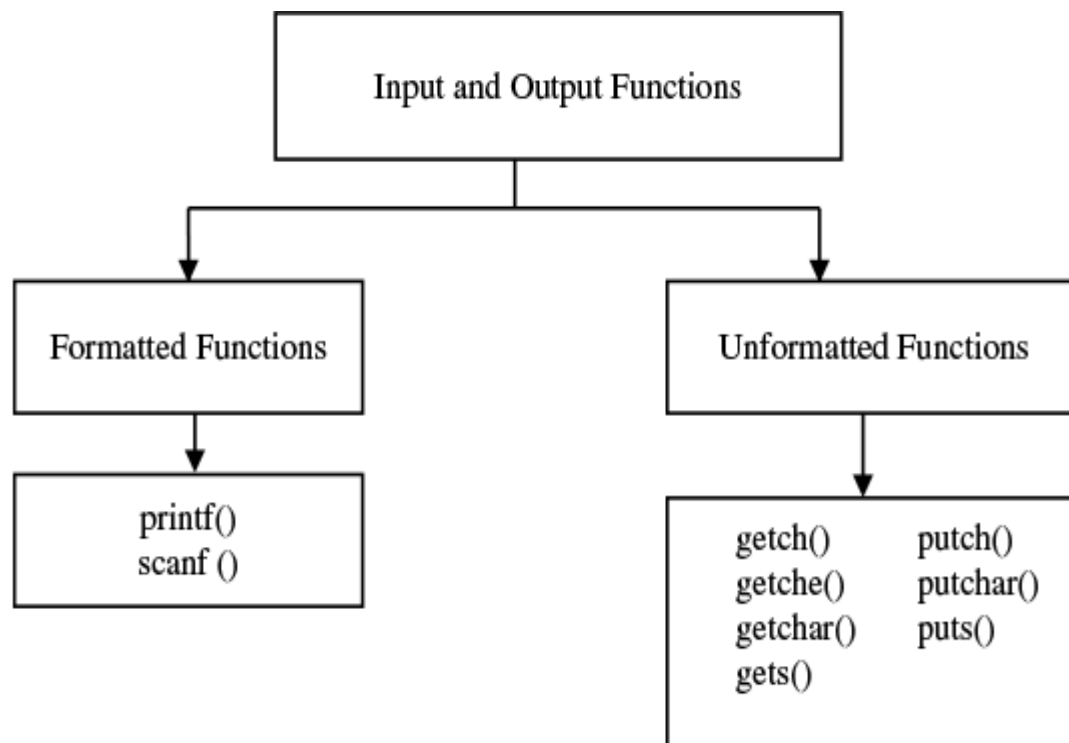 Input and Output Functions
Formatted Functions
Unformatted Functions
printf()
scanf ()
getch() putch()
getche() putchar()
getchar() puts()
gets()